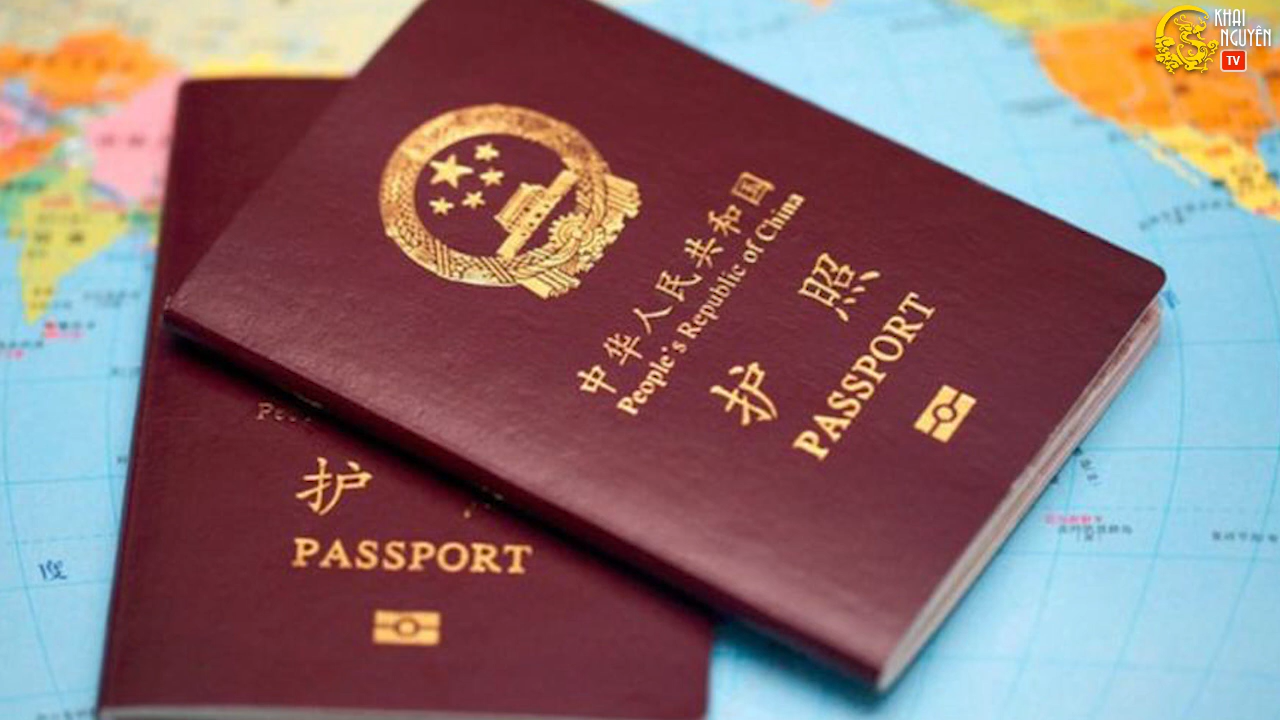 KHAI
NGUYÊN
TV
中华人民共和国
People's Republic of China
护照
PASSPORT
护
PASSPORT
度